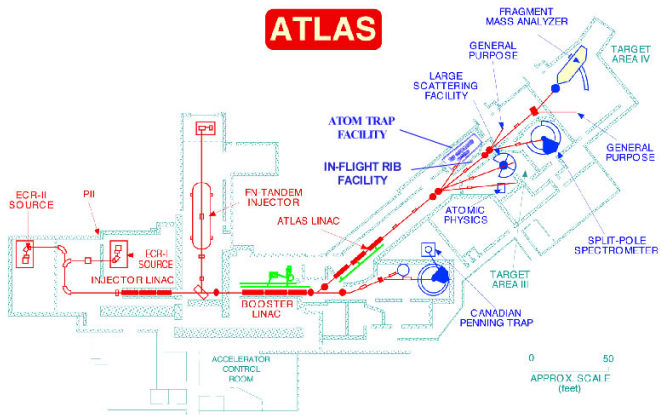 ATLAS
FRAGMENT
MASS ANALYZER
GENERAL
PURPOSE
TARGET
AREA IV
LARGE
SCATTERING
FACILITY
ATOM TRAP
FACILITY
IN-FLIGHT RIB
FACILITY
GENERAL
PURPOSE
ECR-II
SOURCE
PII
FN-TANDEM
INJECTOR
ATLAS LINAC
ATOMIC
PHYSICS
SPLIT-POLE
SPECTROMETER
ECR-I
SOURCE
INJECTOR LINAC
TARGET
AREA III
BOOSTER
LINAC
CANADIAN
PENNING TRAP
ACCELERATOR
CONTROL
ROOM
0 50
APPROX. SCALE
(feet)